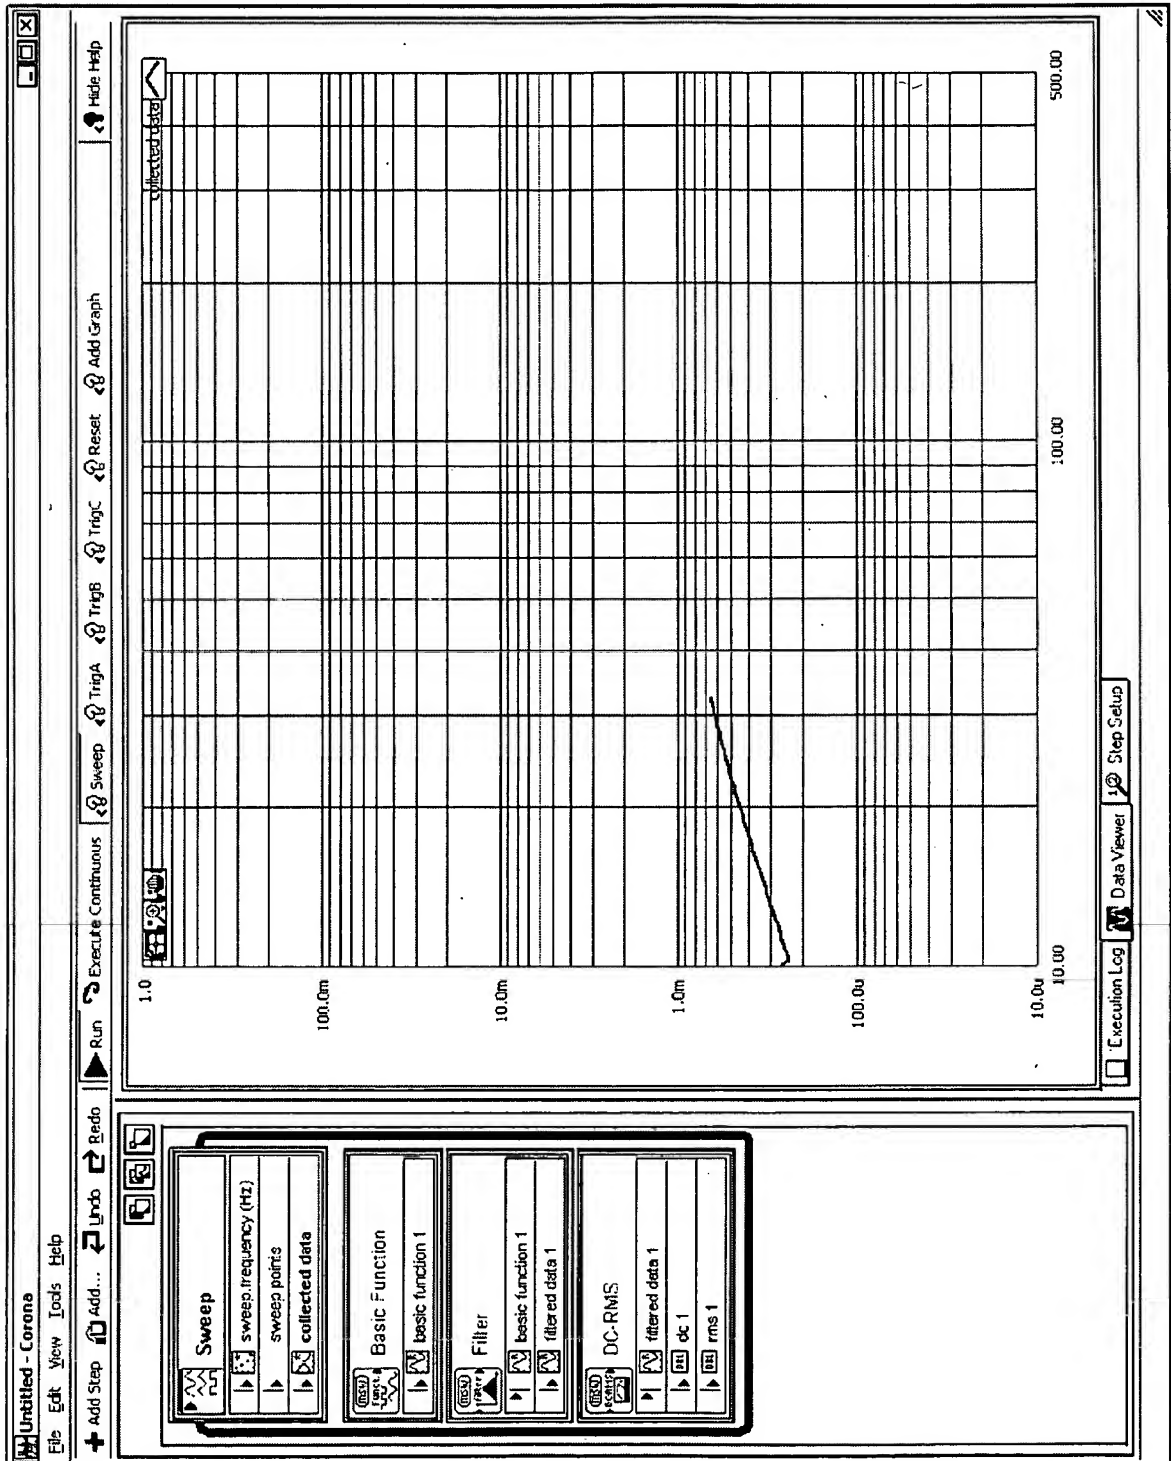 Untitled - Corona
File Edit View Tools Help
Add Step Add... Undo Redo Run Execute Continuous Sweep TrigA TrigB TrigC Reset Add Graph Hide Help
Sweep
sweep.frequency (Hz)
sweep points
collected data
Basic Function
basic function 1
Filter
basic function 1
filtered data 1
DC-RMS
filtered data 1
dc 1
rms 1
collected data
1.0
100.0m
10.0m
1.0m
100.0u
10.0u
10.00
100.00
500.00
Execution Log Data Viewer Step Setup